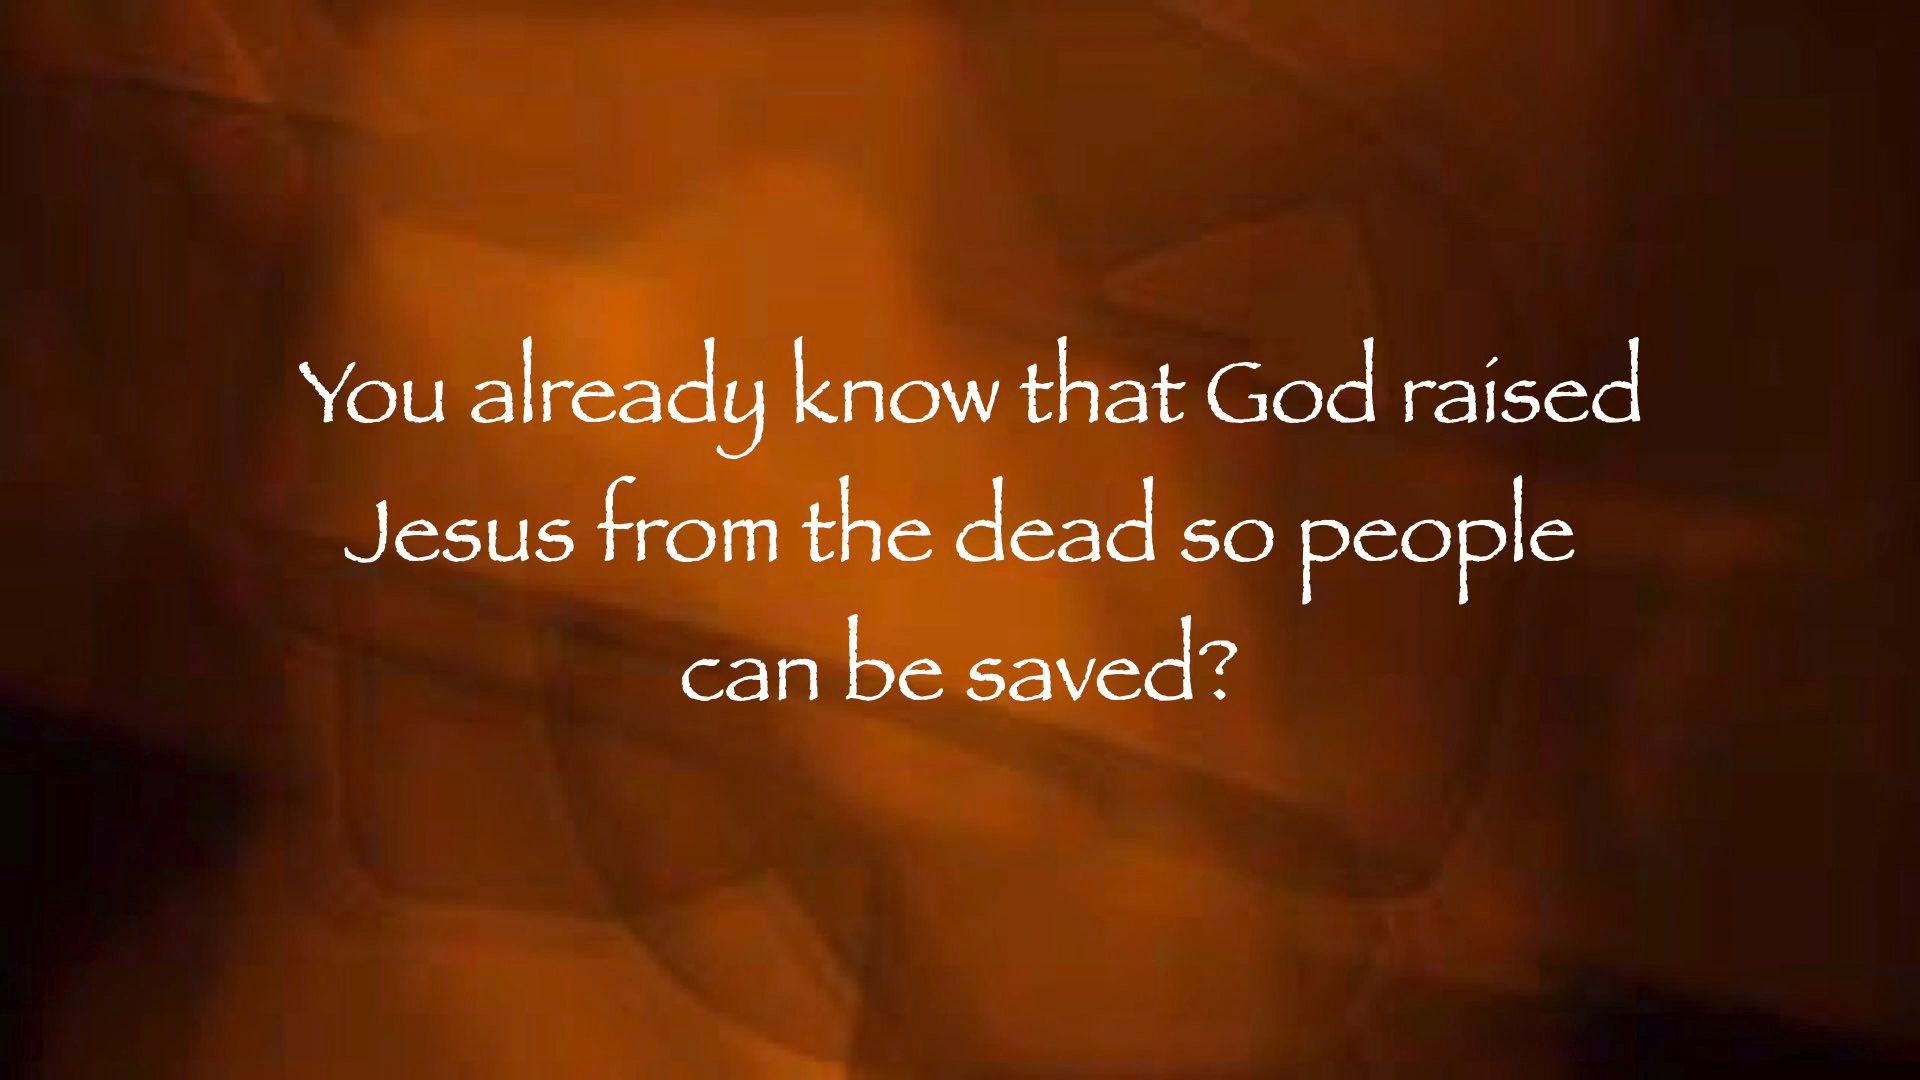 You already know that God raised
Jesus from the dead so people
can be saved?